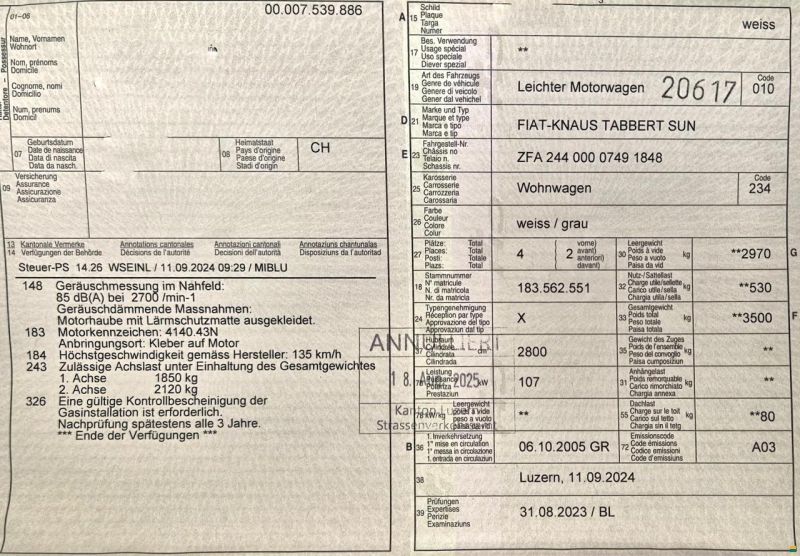 00.007.539.886
01-06
Name, Vornamen
Wohnort
Nom, prénoms
Domicile
Cognome, nomi
Domicilio
Num, prenums
Domicil
07 Geburtsdatum
Date de naissance
Data di nascita
Data da nasch.
08 Heimatstaat
Pays d'origine
Paese d'origine
Stadi d'origin
CH
09 Versicherung
Assurance
Assicurazione
Assicuranza
13 Kantonale Vermerke Annotations cantonales Annotazioni cantonali Annotaziuns chantunalas
14 Verfügungen der Behörde Décisions de l'autorité Decisioni dell'autorità Disposiziuns da l'autoritad
Steuer-PS 14.26 WSEINL / 11.09.2024 09:29 / MIBLU
148 Geräuschmessung im Nahfeld:
85 dB(A) bei 2700 /min-1
Geräuschdämmende Massnahmen:
Motorhaube mit Lärmschutzmatte ausgekleidet.
183 Motorkennzeichen: 4140.43N
Anbringungsort: Kleber auf Motor
184 Höchstgeschwindigkeit gemäss Hersteller: 135 km/h
243 Zulässige Achslast unter Einhaltung des Gesamtgewichtes
1. Achse 1850 kg
2. Achse 2120 kg
326 Eine gültige Kontrollbescheinigung der
Gasinstallation ist erforderlich.
Nachprüfung spätestens alle 3 Jahre.
*** Ende der Verfügungen ***
ANNULLIERT
2025
Kanton Luzern
Strassenverkehrsamt
A 15 Schild
Plaque
Targa
Numer
weiss
17 Bes. Verwendung
Usage spécial
Uso speciale
Diever spezial
**
19 Art des Fahrzeugs
Genre de véhicule
Genere di veicolo
Gener dal vehichel
Leichter Motorwagen 20617 Code 010
D 21 Marke und Typ
Marque et type
Marca e tipo
Marca e tip
FIAT-KNAUS TABBERT SUN
E 23 Fahrgestell-Nr.
Châssis no
Telaio n.
Schassis nr.
ZFA 244 000 0749 1848
25 Karosserie
Carrosserie
Carrozzeria
Carossaria
Wohnwagen Code 234
26 Farbe
Couleur
Colore
Colur
weiss / grau
27 Plätze: Total
Places: Total
Posti: Totale
Plazs: Total
4 2 vorne)
avant)
anteriori)
davant)
30 Leergewicht
Poids à vide
Peso a vuoto
Paisa da vid
kg **2970 G
18 Stammnummer
N° matricule
N. di matricola
Nr. da matricla
183.562.551
32 Nutz-/Sattellast
Charge utile/sellette
Carico utile/sella
Chargia utila/sella
kg **530
24 Typengenehmigung
Réception par type
Approvazione del tipo
Approvaziun dal tip
X
33 Gesamtgewicht
Poids total
Peso totale
Paisa totala
kg **3500 F
37 Hubraum
Cilindrata
Cilindrada
2800
35 Gewicht des Zuges
Poids de l'ensemble
Peso del convoglio
Paisa cumposiziun
kg
Leistung
Prestaziun
kW 107
31 Anhängelast
Poids remorquable
Carico rimorchiato
Chargia annexa
kg
kW/kg Leergewicht
poids à vide
peso a vuoto
paisa da vid
**
55 Dachlast
Charge sur le toit
Carico sul tetto
Chargia sin il tetg
kg **80
B 36 1. Inverkehrsetzung
1re mise en circulation
1a messa in circolazione
1. entrada en circulaziun
06.10.2005 GR
72 Emissionscode
Code émissions
Codice emissioni
Code d'emissiuns
A03
38 Luzern, 11.09.2024
39 Prüfungen
Expertises
Perizie
Examinaziuns
31.08.2023 / BL